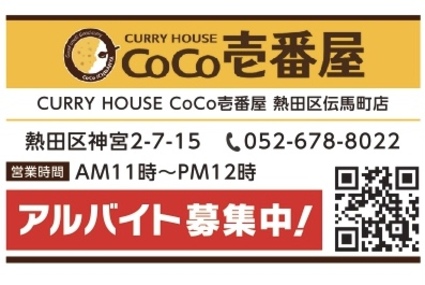 CURRY HOUSE
CoCo壱番屋
CURRY HOUSE CoCo壱番屋 熱田区伝馬町店
熱田区神宮2-7-15 052-678-8022
営業時間 AM11時〜PM12時
アルバイト募集中!